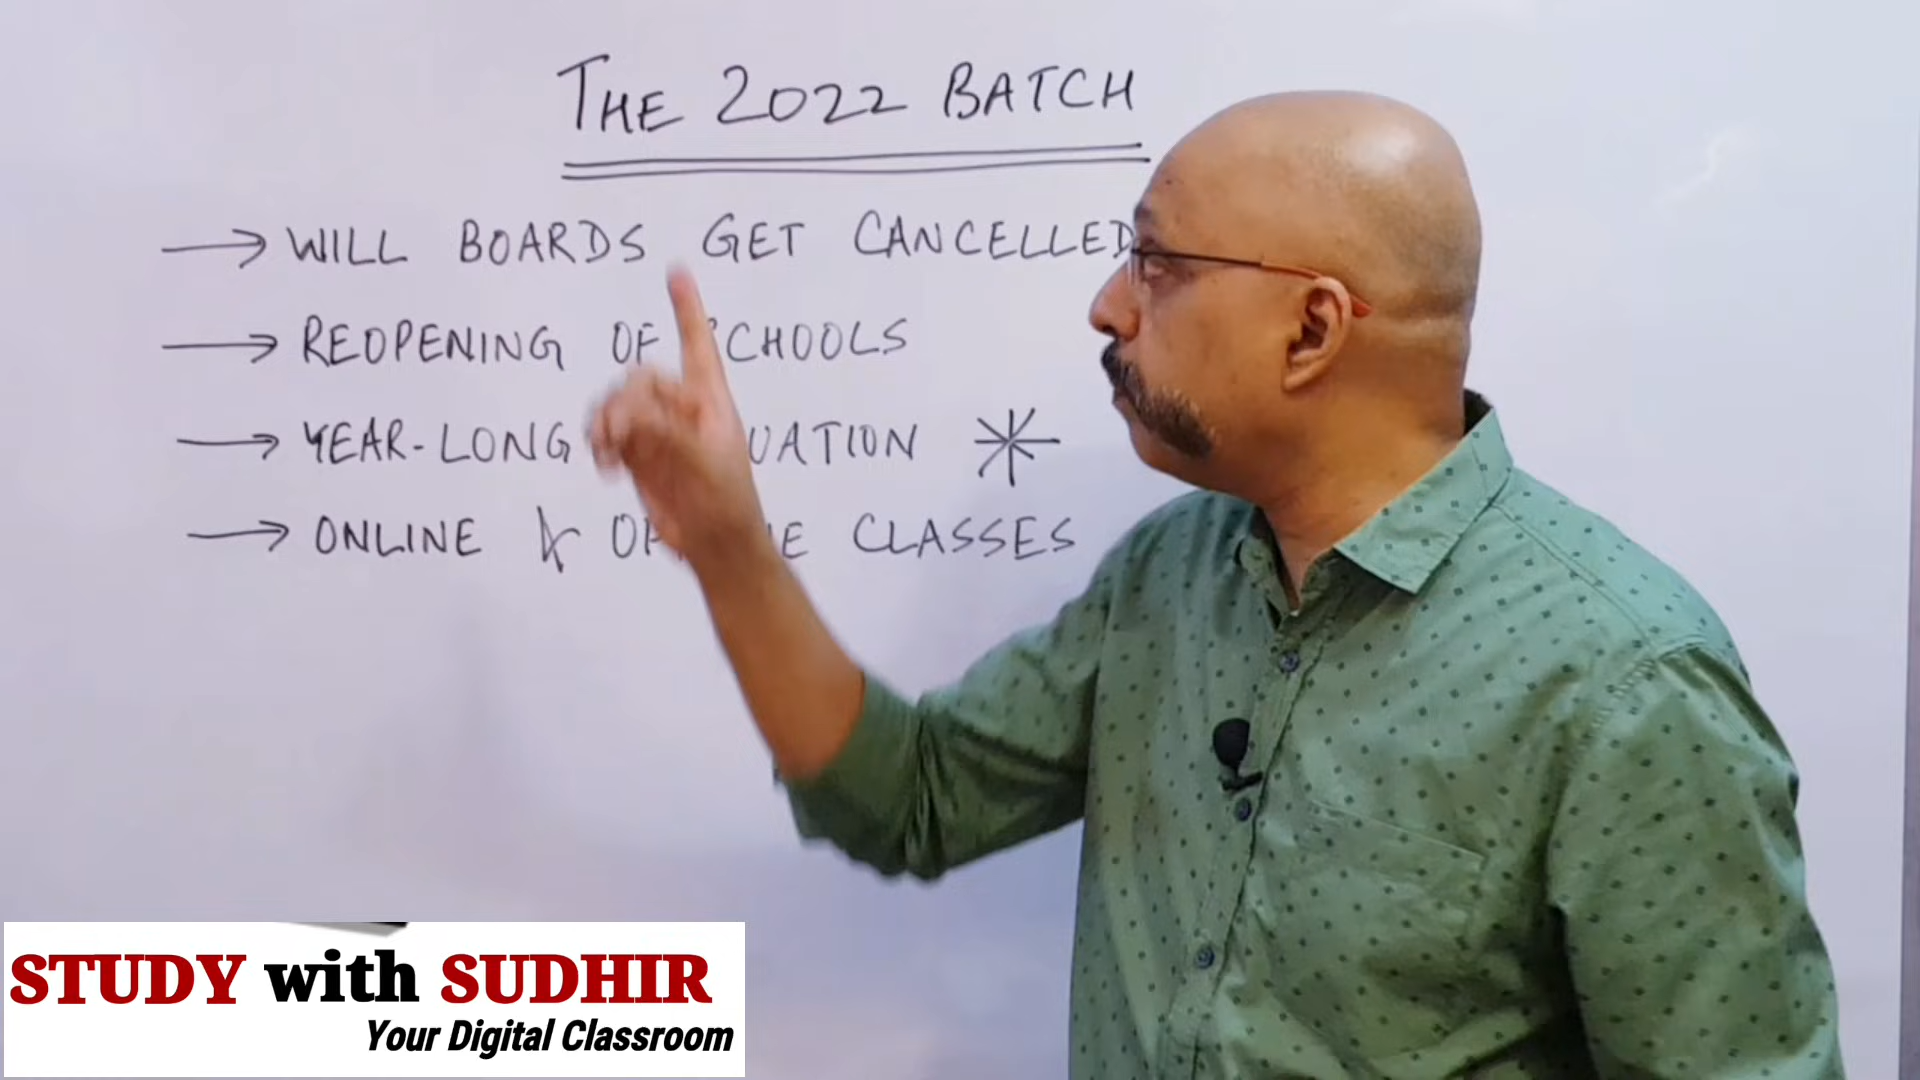 THE 2022 BATCH
→ WILL BOARDS GET CANCELLED
→ REOPENING OF SCHOOLS
→ YEAR-LONG UATION *
→ ONLINE & CLASSES
STUDY with SUDHIR
Your Digital Classroom